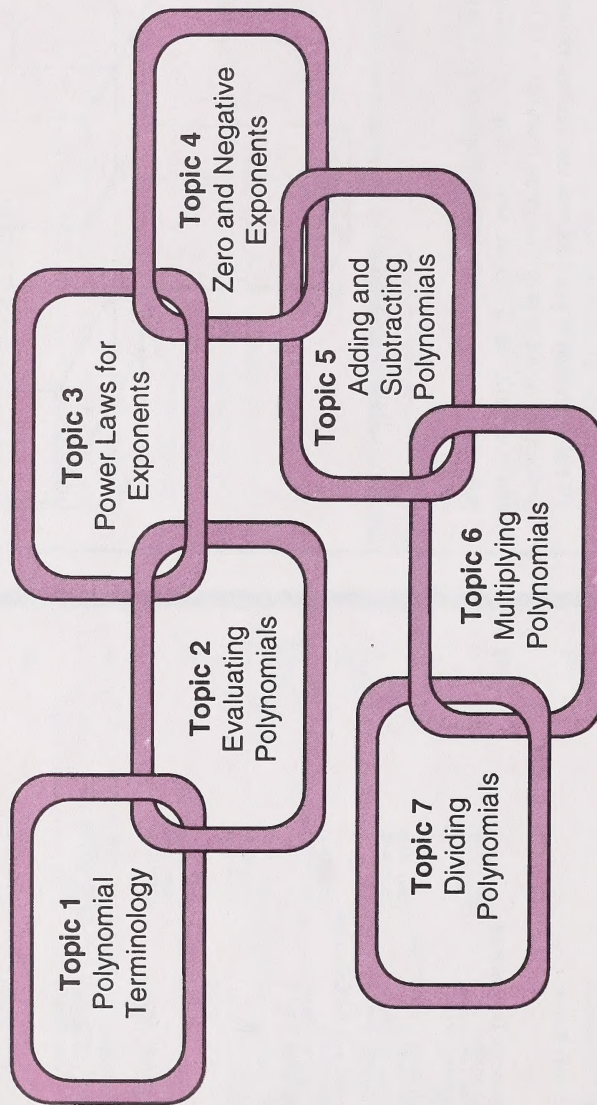 Topic 1
Polynomial
Terminology
Topic 2
Evaluating
Polynomials
Topic 3
Power Laws for
Exponents
Topic 4
Zero and Negative
Exponents
Topic 5
Adding and
Subtracting
Polynomials
Topic 6
Multiplying
Polynomials
Topic 7
Dividing
Polynomials